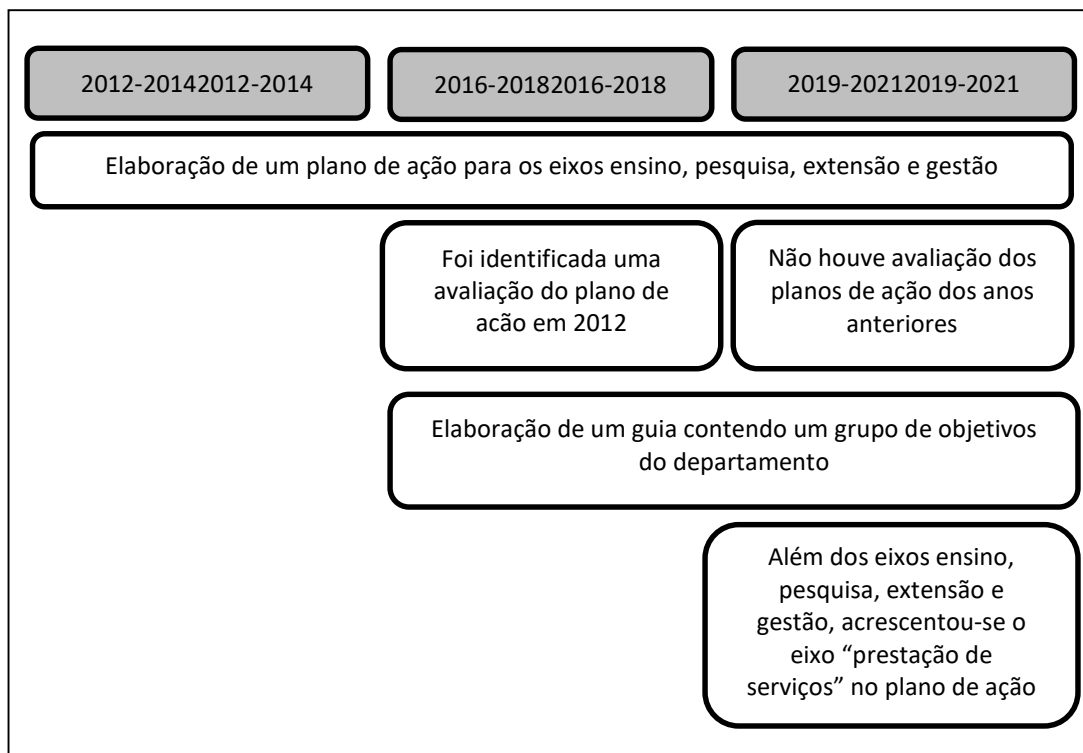 2012-20142012-2014
2016-20182016-2018
2019-20212019-2021
Elaboração de um plano de ação para os eixos ensino, pesquisa, extensão e gestão
Foi identificada uma
avaliação do plano de
acão em 2012
Não houve avaliação dos
planos de ação dos anos
anteriores
Elaboração de um guia contendo um grupo de objetivos
do departamento
Além dos eixos ensino,
pesquisa, extensão e
gestão, acrescentou-se o
eixo “prestação de
serviços” no plano de ação